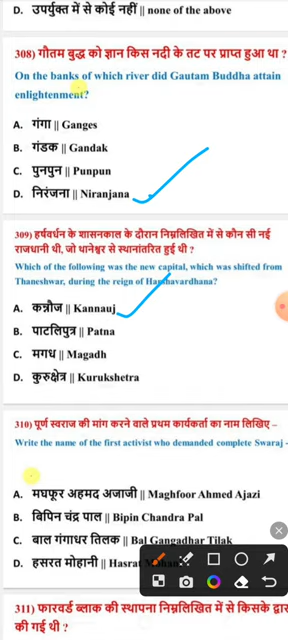 D. उपर्युक्त में से कोई नहीं || none of the above
308) गौतम बुद्ध को ज्ञान किस नदी के तट पर प्राप्त हुआ था ?
On the banks of which river did Gautam Buddha attain
enlightenment?
A. गंगा || Ganges
B. गंडक || Gandak
C. पुनपुन || Punpun
D. निरंजना || Niranjana
309) हर्षवर्धन के शासनकाल के दौरान निम्नलिखित में से कौन सी नई
राजधानी थी, जो थानेश्वर से स्थानांतरित हुई थी ?
Which of the following was the new capital, which was shifted from
Thaneshwar, during the reign of Harshavardhana?
A. कन्नौज || Kannauj
B. पाटलिपुत्र || Patna
C. मगध || Magadh
D. कुरुक्षेत्र || Kurukshetra
310) पूर्ण स्वराज की मांग करने वाले प्रथम कार्यकर्ता का नाम लिखिए –
Write the name of the first activist who demanded complete Swaraj -
A. मघफूर अहमद अजाजी || Maghfoor Ahmed Ajazi
B. बिपिन चंद्र पाल || Bipin Chandra Pal
C. बाल गंगाधर तिलक || Bal Gangadhar Tilak
D. हसरत मोहानी || Hasrat
311) फारवर्ड ब्लाक की स्थापना निम्नलिखित में से किसके द्वार
की गई थी ?